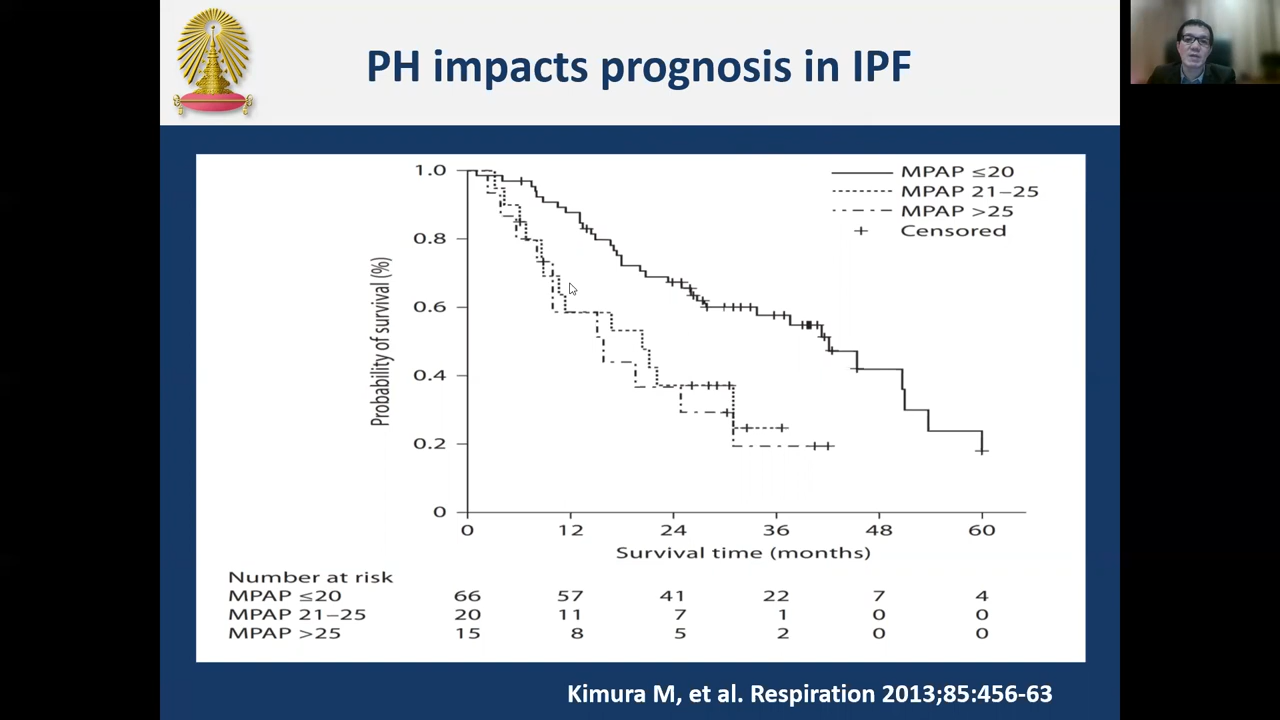 PH impacts prognosis in IPF
1.0
0.8
0.6
0.4
0.2
0
Probability of survival (%)
MPAP ≤20
MPAP 21–25
MPAP >25
Censored
0 12 24 36 48 60
Survival time (months)
Number at risk
MPAP ≤20 66 57 41 22 7 4
MPAP 21–25 20 11 7 1 0 0
MPAP >25 15 8 5 2 0 0
Kimura M, et al. Respiration 2013;85:456-63